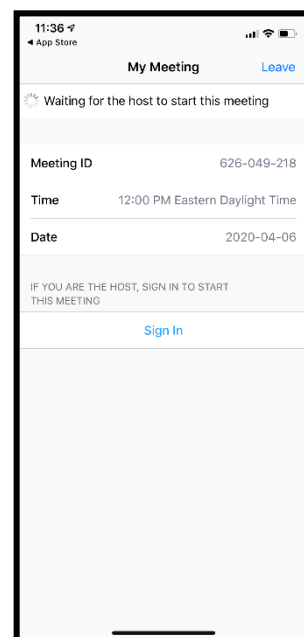 11:36
App Store
My Meeting
Leave
Waiting for the host to start this meeting
Meeting ID
626-049-218
Time
12:00 PM Eastern Daylight Time
Date
2020-04-06
IF YOU ARE THE HOST, SIGN IN TO START
THIS MEETING
Sign In